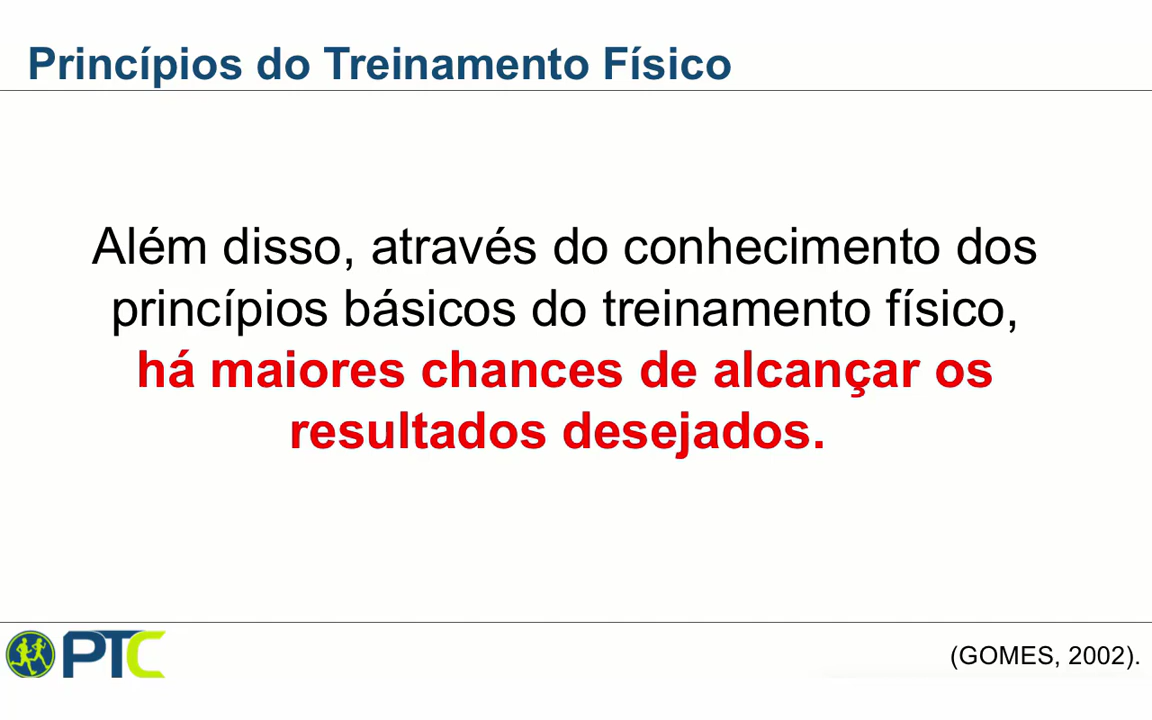 Princípios do Treinamento Físico
Além disso, através do conhecimento dos
princípios básicos do treinamento físico,
há maiores chances de alcançar os
resultados desejados.
PTC
(GOMES, 2002).